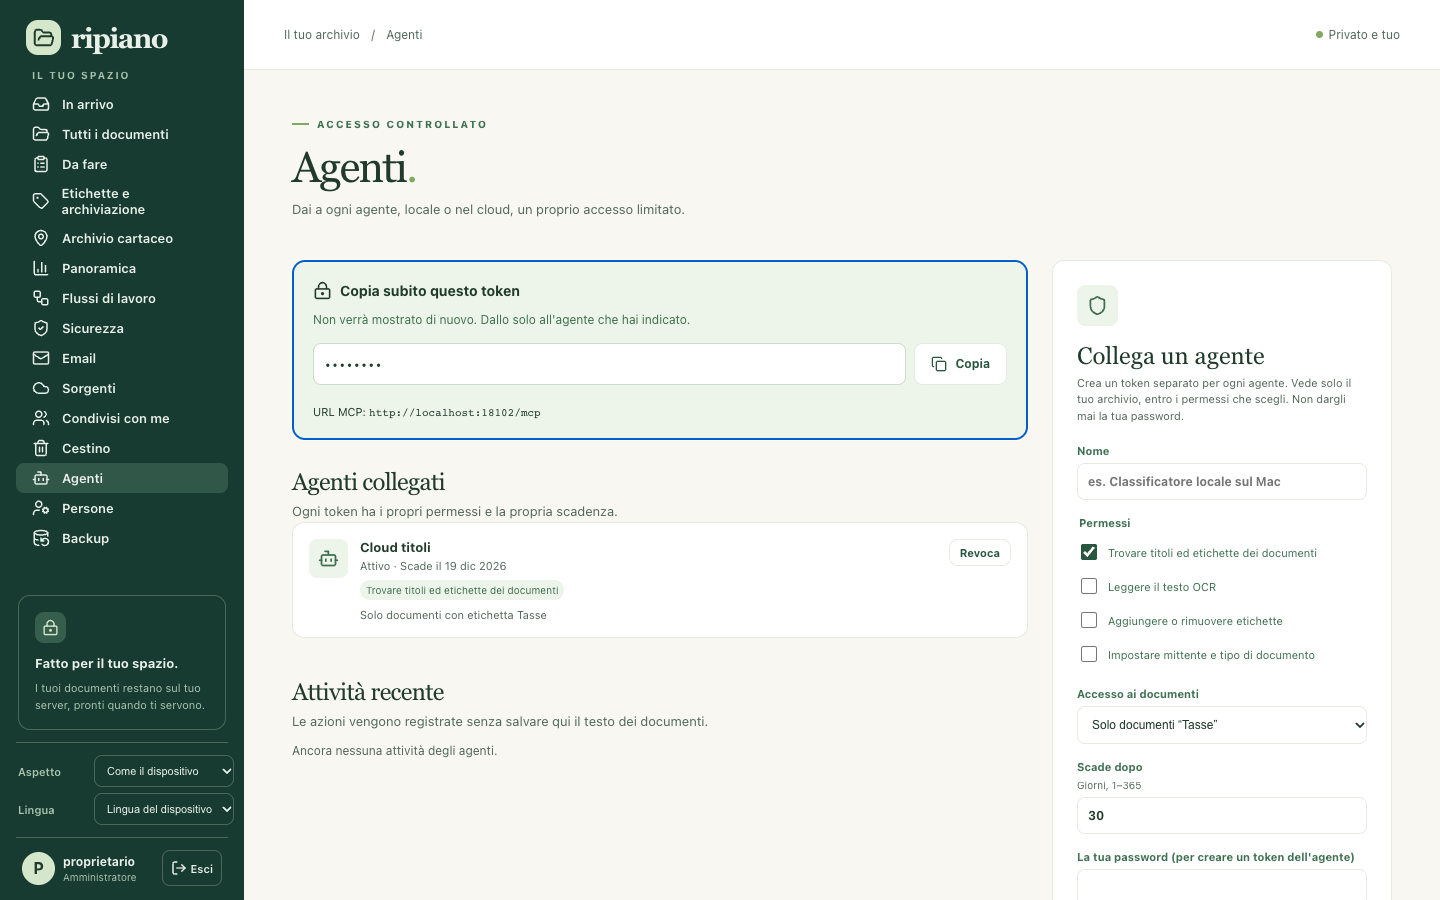 ripiano
IL TUO SPAZIO
In arrivo
Tutti i documenti
Da fare
Etichette e
archiviazione
Archivio cartaceo
Panoramica
Flussi di lavoro
Sicurezza
Email
Sorgenti
Condivisi con me
Cestino
Agenti
Persone
Backup
Fatto per il tuo spazio.
I tuoi documenti restano sul tuo
server, pronti quando ti servono.
Aspetto
Come il dispositivo
Lingua
Lingua del dispositivo
P
proprietario
Amministratore
Esci
Il tuo archivio / Agenti
Privato e tuo
ACCESSO CONTROLLATO
Agenti.
Dai a ogni agente, locale o nel cloud, un proprio accesso limitato.
Copia subito questo token
Non verrà mostrato di nuovo. Dallo solo all'agente che hai indicato.
••••••••
Copia
URL MCP: http://localhost:18102/mcp
Agenti collegati
Ogni token ha i propri permessi e la propria scadenza.
Cloud titoli
Attivo · Scade il 19 dic 2026
Trovare titoli ed etichette dei documenti
Solo documenti con etichetta Tasse
Revoca
Attività recente
Le azioni vengono registrate senza salvare qui il testo dei documenti.
Ancora nessuna attività degli agenti.
Collega un agente
Crea un token separato per ogni agente. Vede solo il
tuo archivio, entro i permessi che scegli. Non dargli
mai la tua password.
Nome
es. Classificatore locale sul Mac
Permessi
Trovare titoli ed etichette dei documenti
Leggere il testo OCR
Aggiungere o rimuovere etichette
Impostare mittente e tipo di documento
Accesso ai documenti
Solo documenti “Tasse”
Scade dopo
Giorni, 1–365
30
La tua password (per creare un token dell'agente)